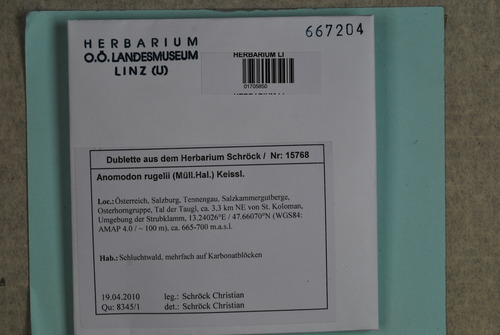 667204
HERBARIUM
O.Ö. LANDESMUSEUM
LINZ (U)
HERBARIUM LI
01705850
HERBARIUM LI
Dublette aus dem Herbarium Schröck / Nr: 15768
Anomodon rugelii (Müll.Hal.) Keissl.
Loc.: Österreich, Salzburg, Tennengau, Salzkammergutberge,
Osterhorngruppe, Tal der Taugl, ca. 3,3 km NE von St. Koloman,
Umgebung der Strubklamm, 13.24026°E / 47.66070°N (WGS84:
AMAP 4.0 / ~ 100 m), ca. 665-700 m.a.s.l.
Hab.: Schluchtwald, mehrfach auf Karbonatblöcken
19.04.2010 leg.: Schröck Christian
Qu: 8345/1 det.: Schröck Christian